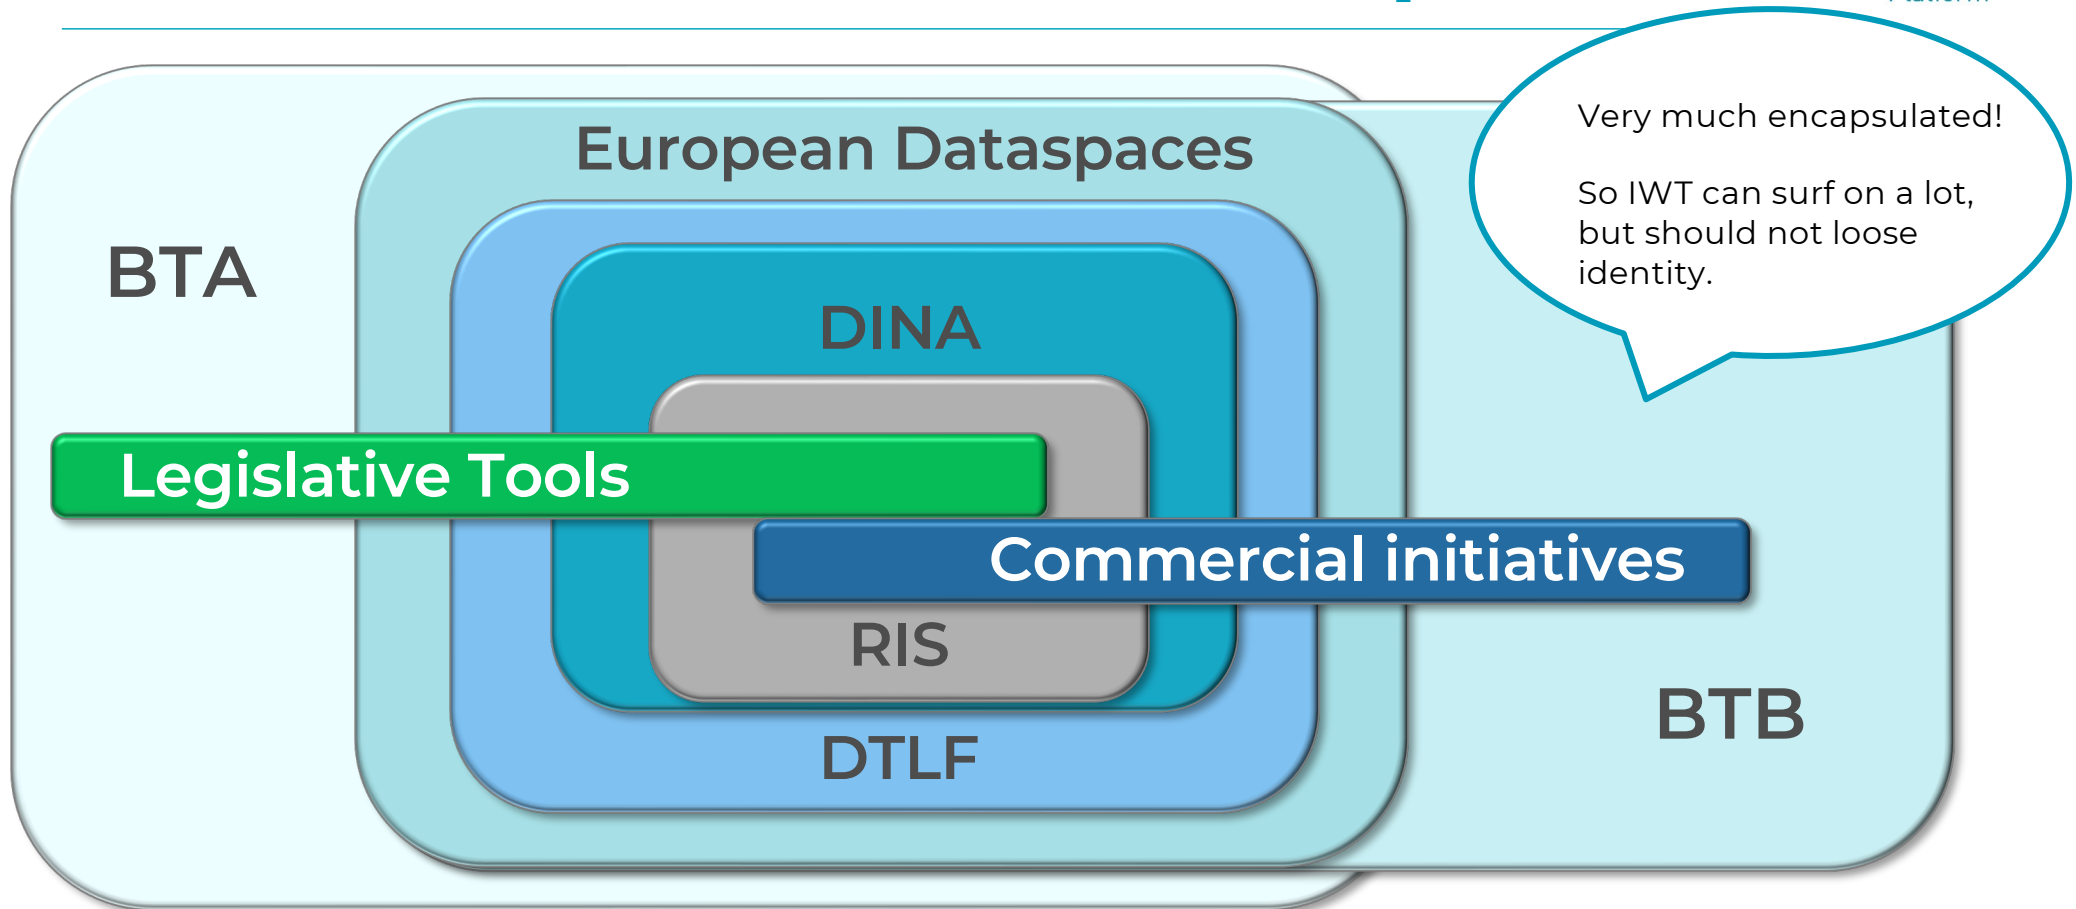 European Dataspaces
Very much encapsulated!
So IWT can surf on a lot,
but should not loose
identity.
BTA
DINA
Legislative Tools
Commercial initiatives
RIS
BTB
DTLF